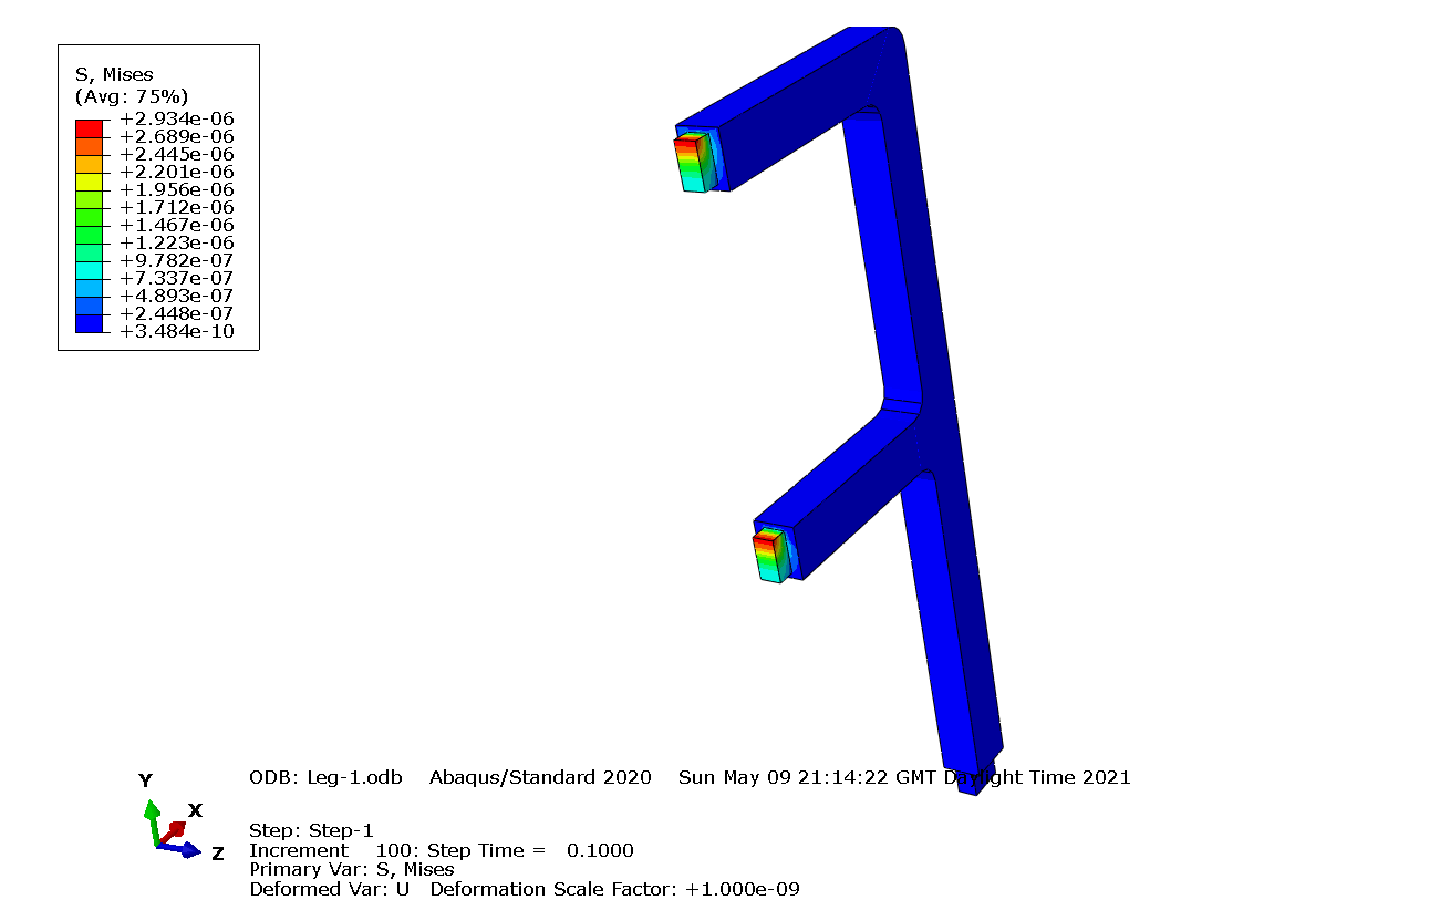 S, Mises
(Avg: 75%)
+2.934e-06
+2.689e-06
+2.445e-06
+2.201e-06
+1.956e-06
+1.712e-06
+1.467e-06
+1.223e-06
+9.782e-07
+7.337e-07
+4.893e-07
+2.448e-07
+3.484e-10
Y
X
Z
ODB: Leg-1.odb Abaqus/Standard 2020 Sun May 09 21:14:22 GMT Daylight Time 2021
Step: Step-1
Increment 100: Step Time = 0.1000
Primary Var: S, Mises
Deformed Var: U Deformation Scale Factor: +1.000e-09